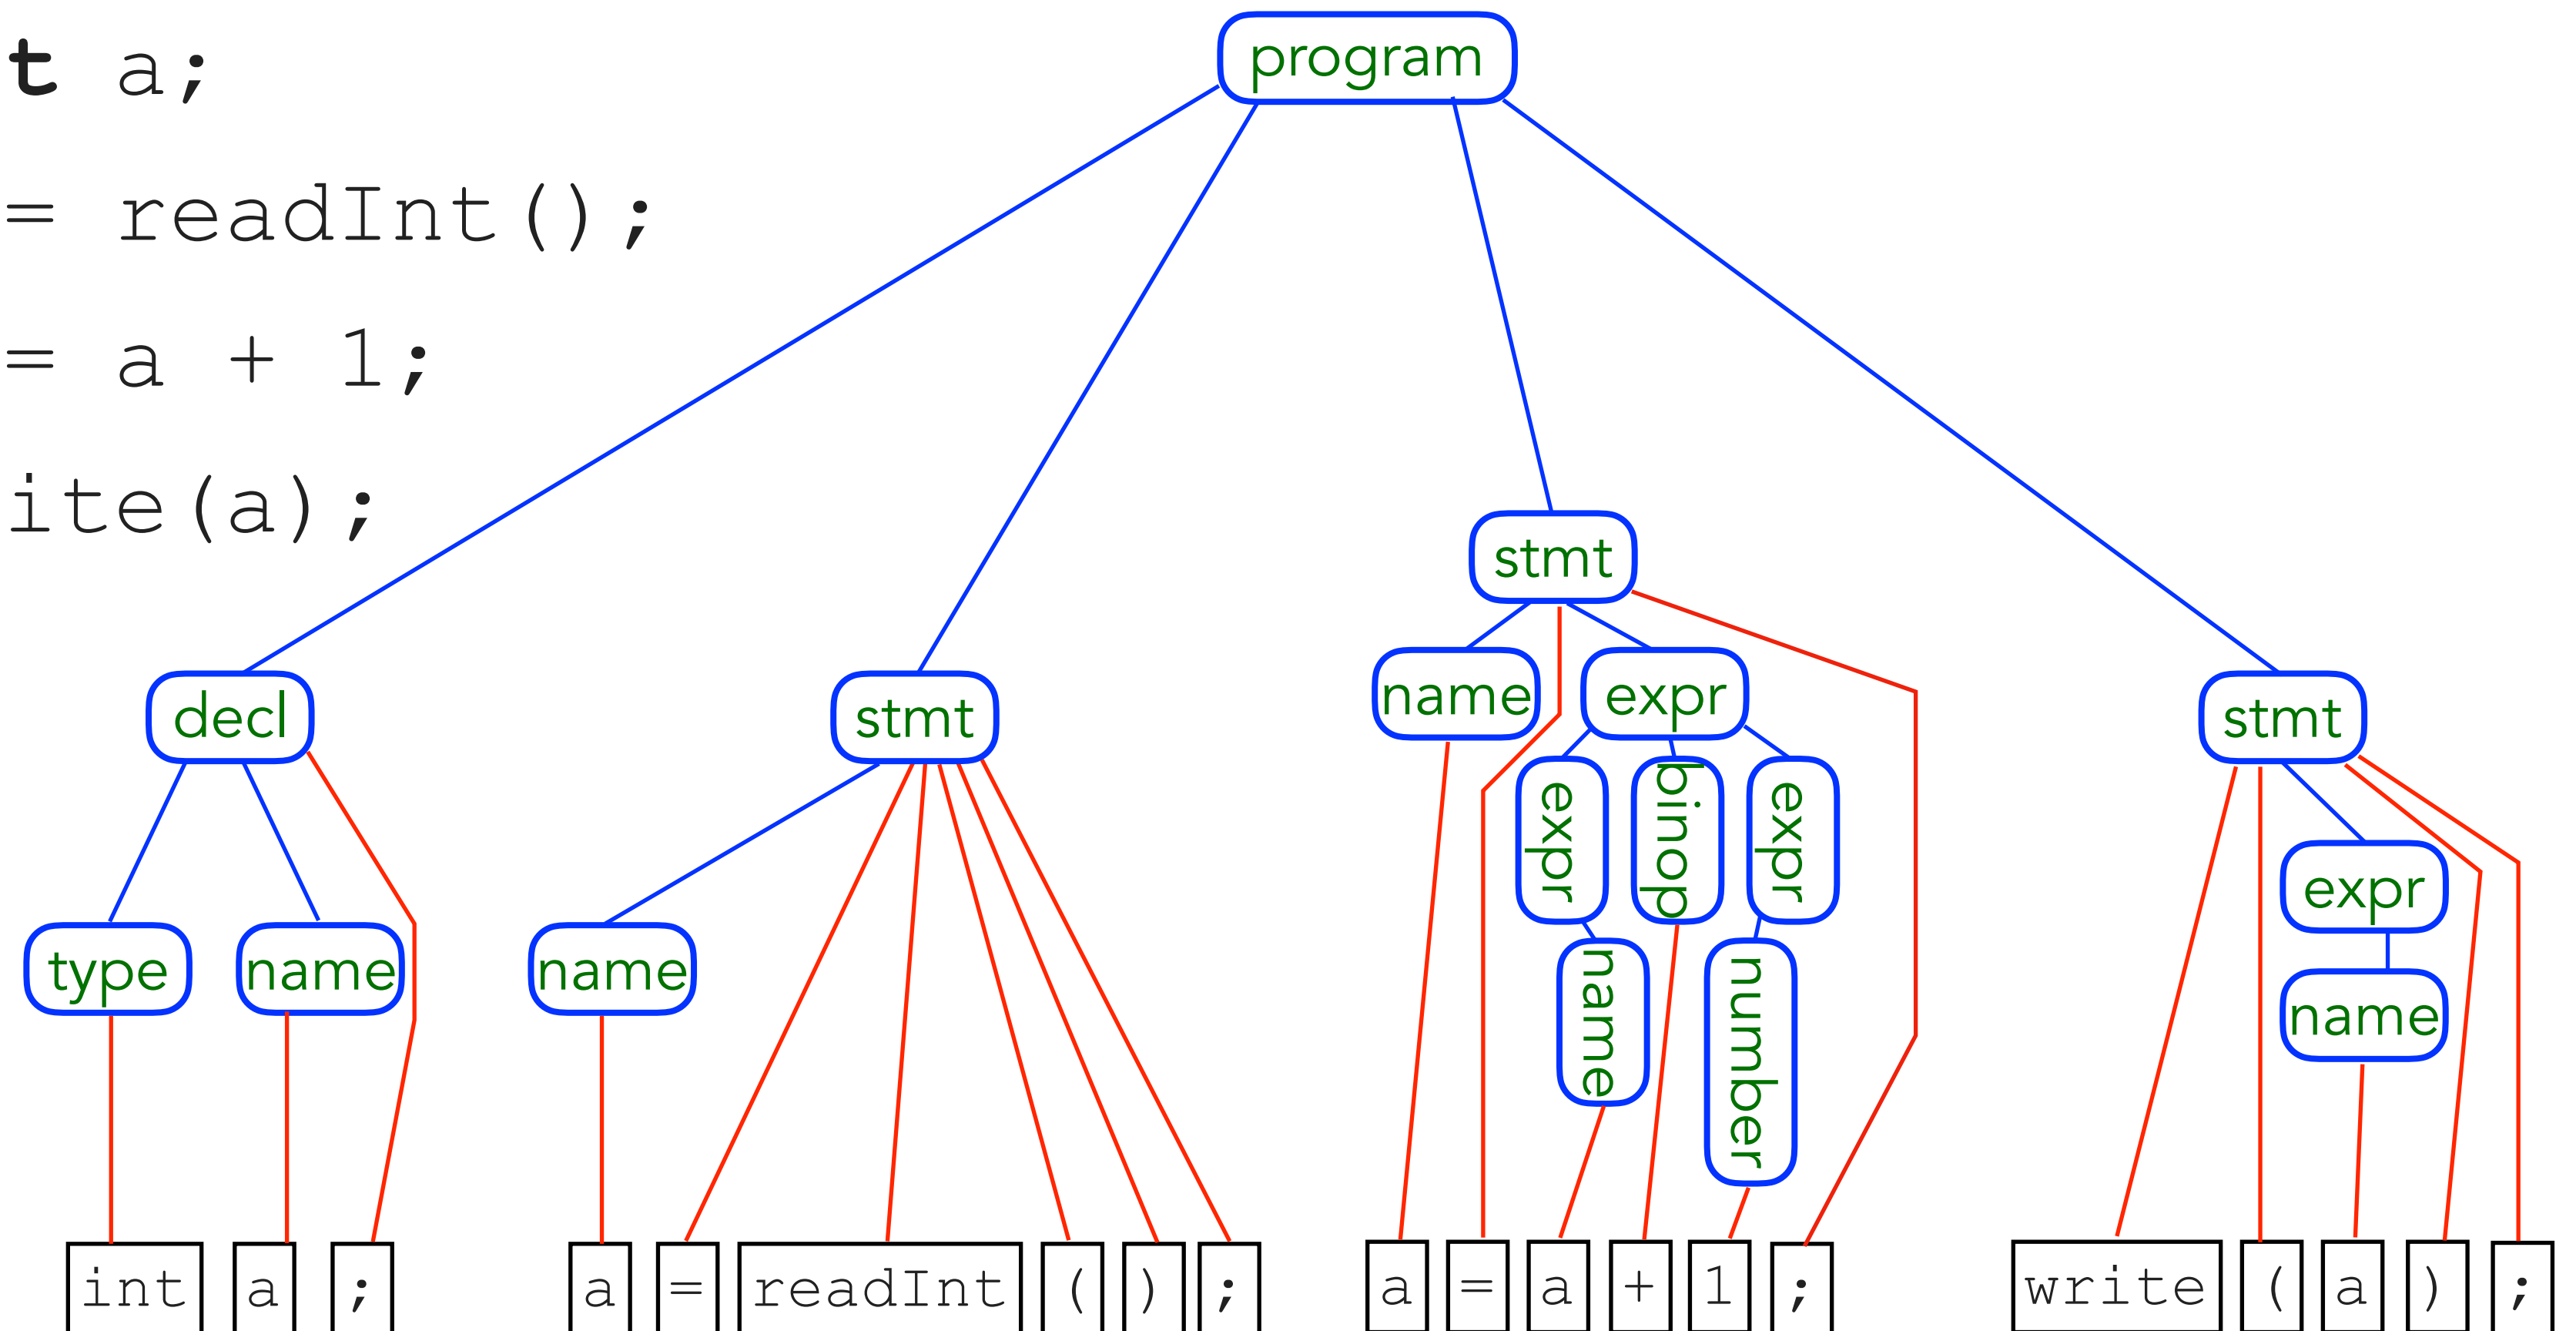 t a;
= readInt();
= a + 1;
ite(a);
program
stmt
decl
stmt
name
expr
stmt
expr
binop
expr
expr
type
name
name
name
number
name
int a ; a = readInt ( ) ; a = a + 1 ; write ( a ) ;